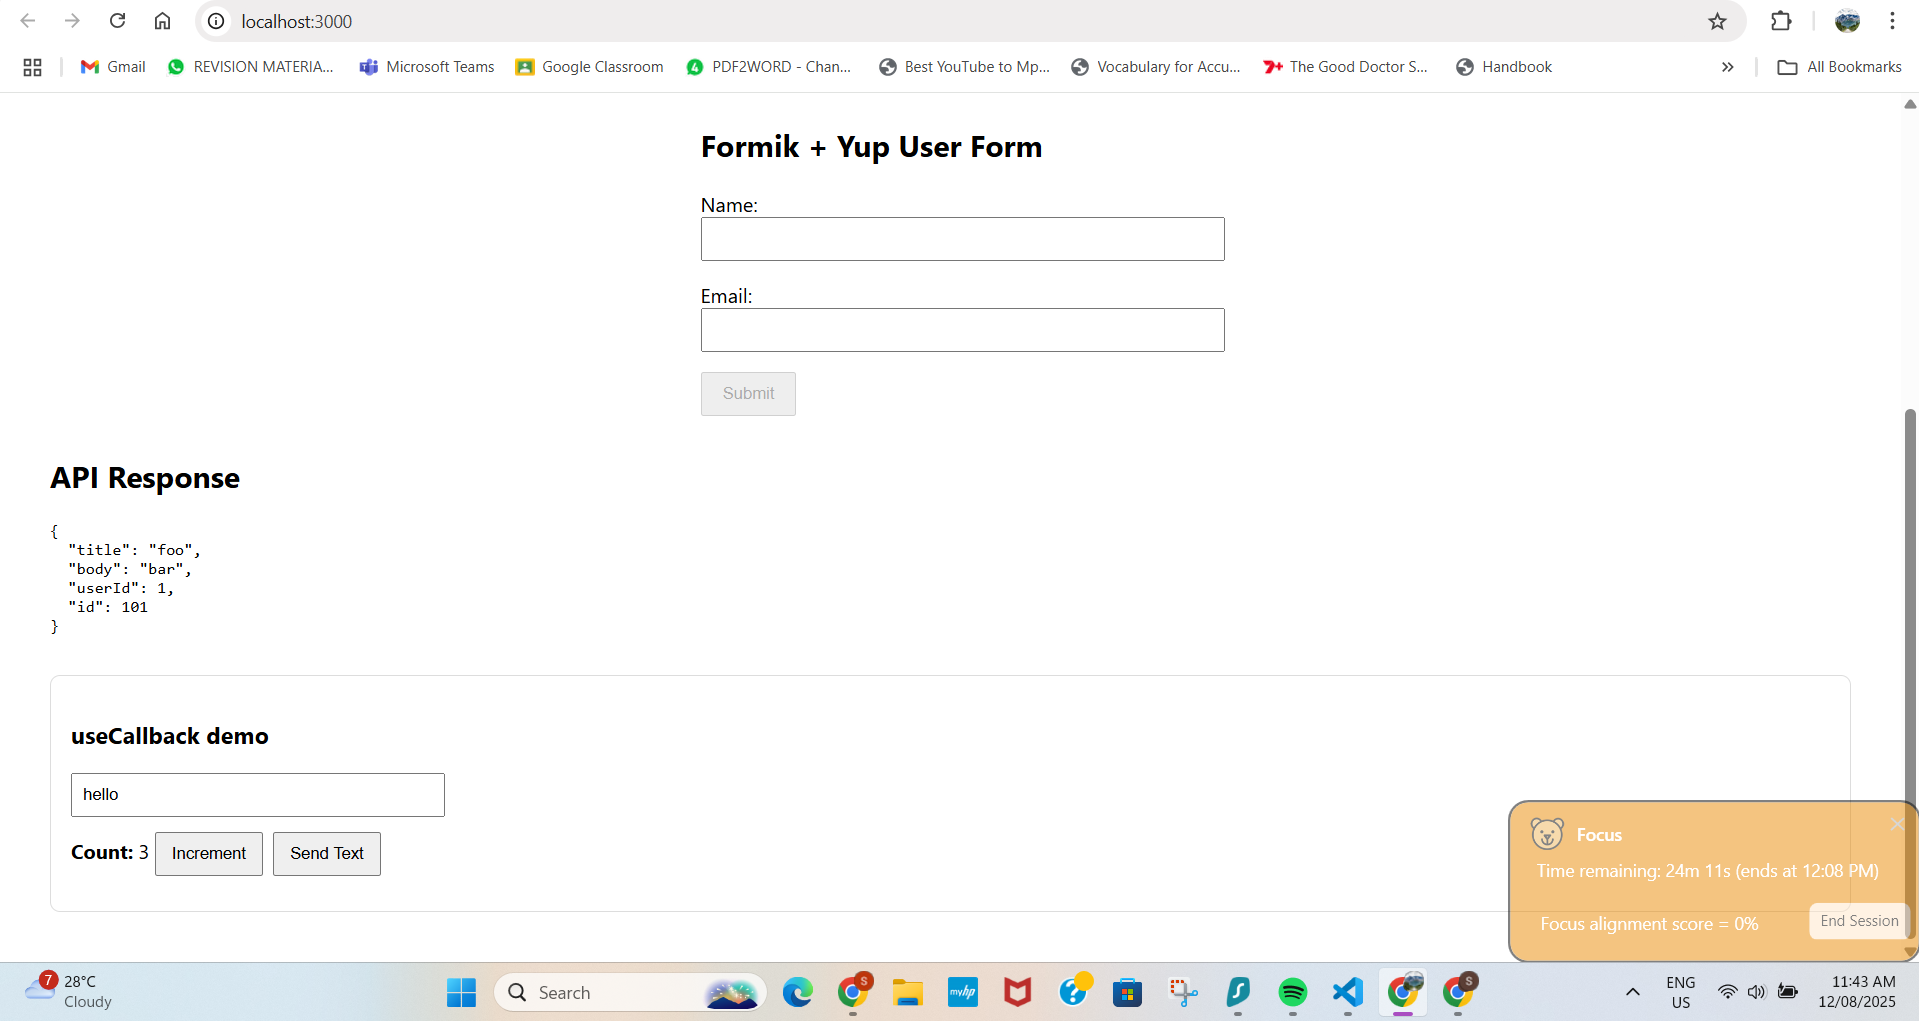 localhost:3000
Gmail
REVISION MATERIA...
Microsoft Teams
Google Classroom
4
PDF2WORD - Chan...
Best YouTube to Mp...
Vocabulary for Accu...
7+
The Good Doctor S...
Handbook
»
All Bookmarks
Formik + Yup User Form
Name:
Email:
Submit
API Response
{
"title": "foo",
"body": "bar",
"userId": 1,
"id": 101
}
useCallback demo
hello
Count: 3 Increment Send Text
Focus
Time remaining: 24m 11s (ends at 12:08 PM)
Focus alignment score = 0%
End Session
7
28°C
Cloudy
Search
S
myhp
?
S
ENG
US
11:43 AM
12/08/2025